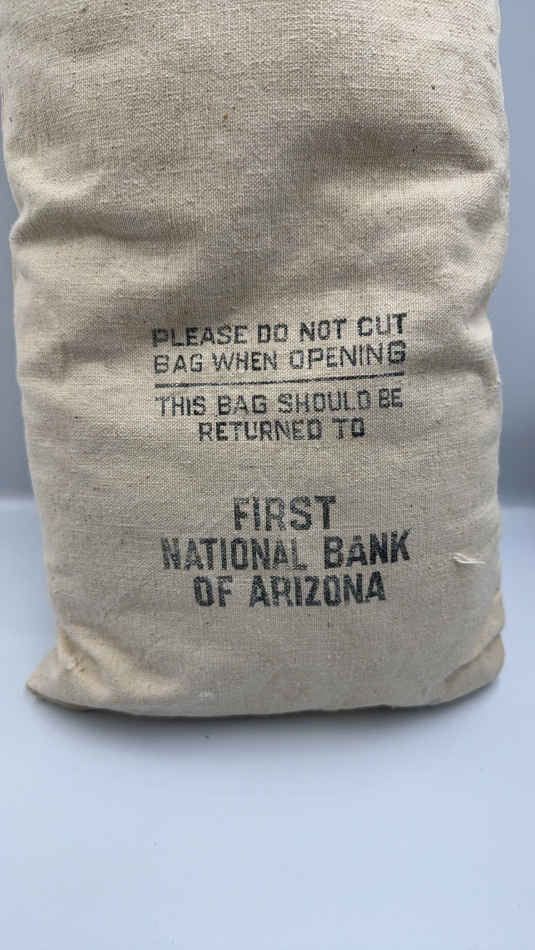 PLEASE DO NOT CUT
BAG WHEN OPENING
THIS BAG SHOULD BE
RETURNED TO
FIRST
NATIONAL BANK
OF ARIZONA